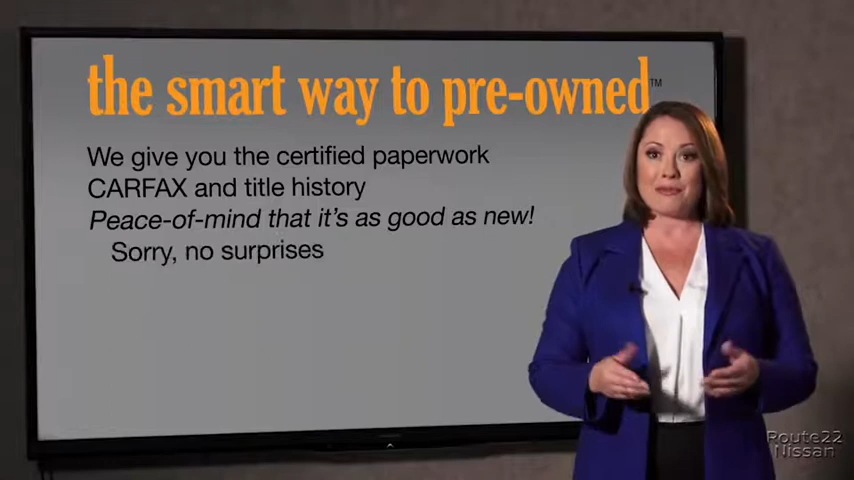 the smart way to pre-owned™
We give you the certified paperwork
CARFAX and title history
Peace-of-mind that it's as good as new!
Sorry, no surprises
Route22
Nissan